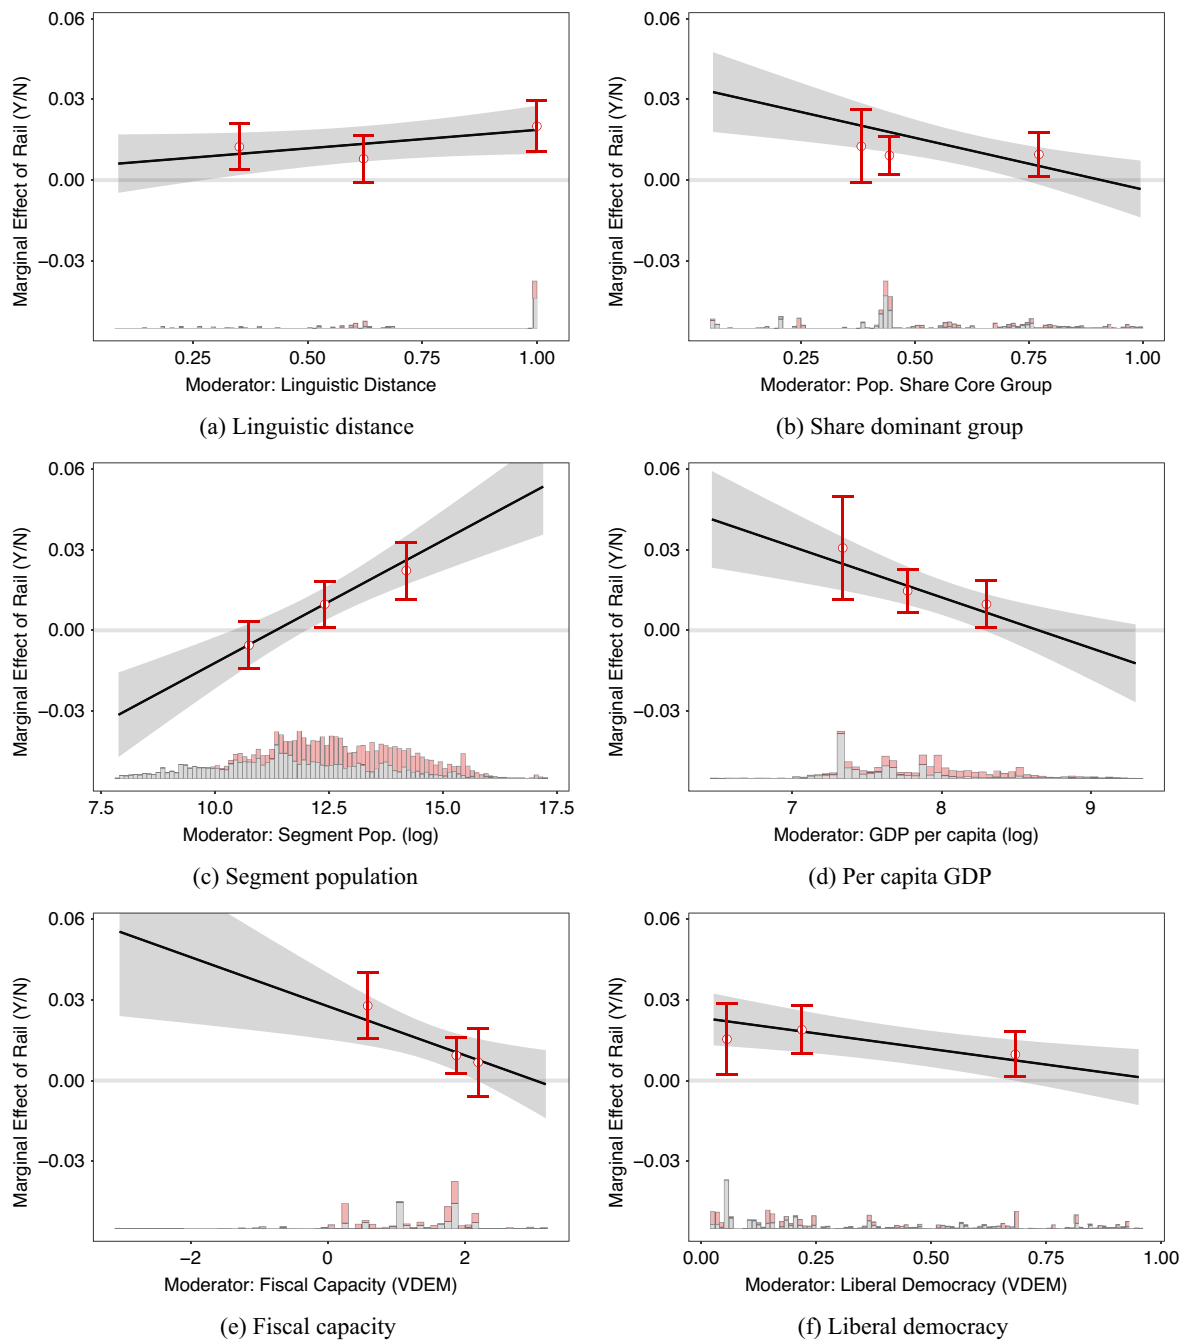 Marginal Effect of Rail (Y/N)
0.06
0.03
0.00
−0.03
0.25
0.50
0.75
1.00
Moderator: Linguistic Distance
(a) Linguistic distance
Marginal Effect of Rail (Y/N)
0.06
0.03
0.00
−0.03
0.25
0.50
0.75
1.00
Moderator: Pop. Share Core Group
(b) Share dominant group
Marginal Effect of Rail (Y/N)
0.06
0.03
0.00
−0.03
7.5
10.0
12.5
15.0
17.5
Moderator: Segment Pop. (log)
(c) Segment population
Marginal Effect of Rail (Y/N)
0.06
0.03
0.00
−0.03
7
8
9
Moderator: GDP per capita (log)
(d) Per capita GDP
Marginal Effect of Rail (Y/N)
0.06
0.03
0.00
−0.03
−2
0
2
Moderator: Fiscal Capacity (VDEM)
(e) Fiscal capacity
Marginal Effect of Rail (Y/N)
0.06
0.03
0.00
−0.03
0.00
0.25
0.50
0.75
1.00
Moderator: Liberal Democracy (VDEM)
(f) Liberal democracy